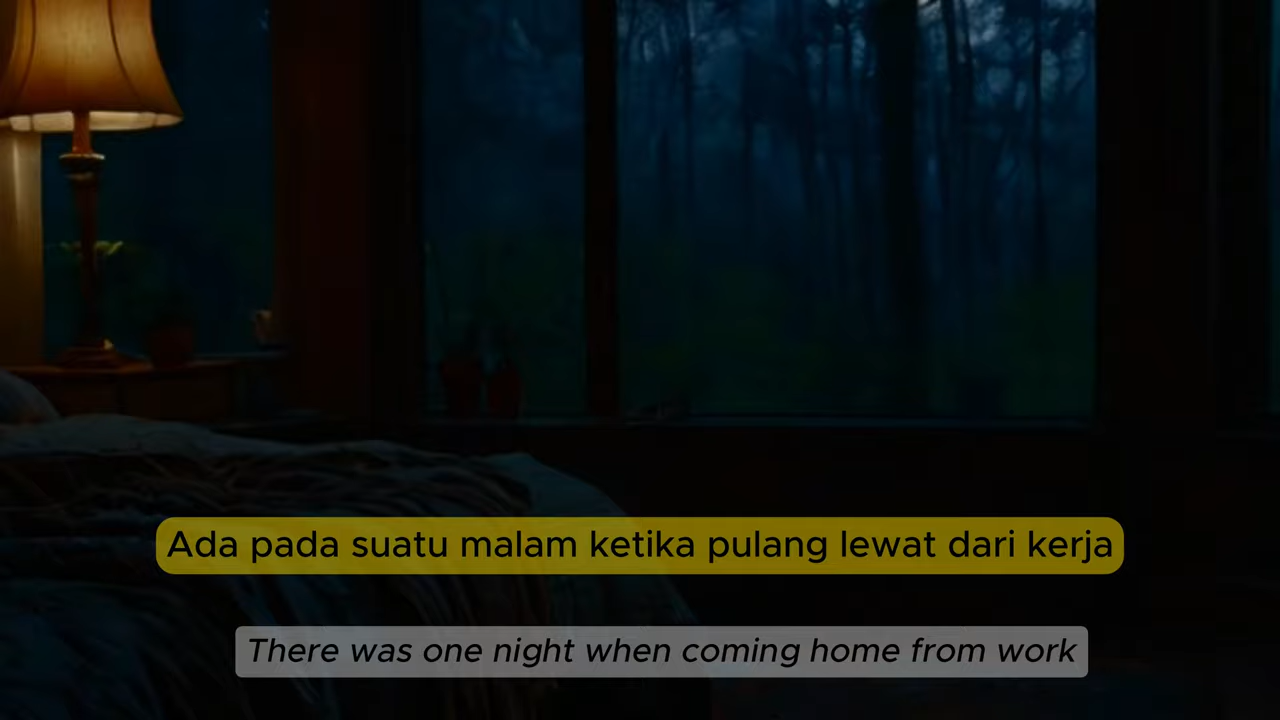 Ada pada suatu malam ketika pulang lewat dari kerja
There was one night when coming home from work